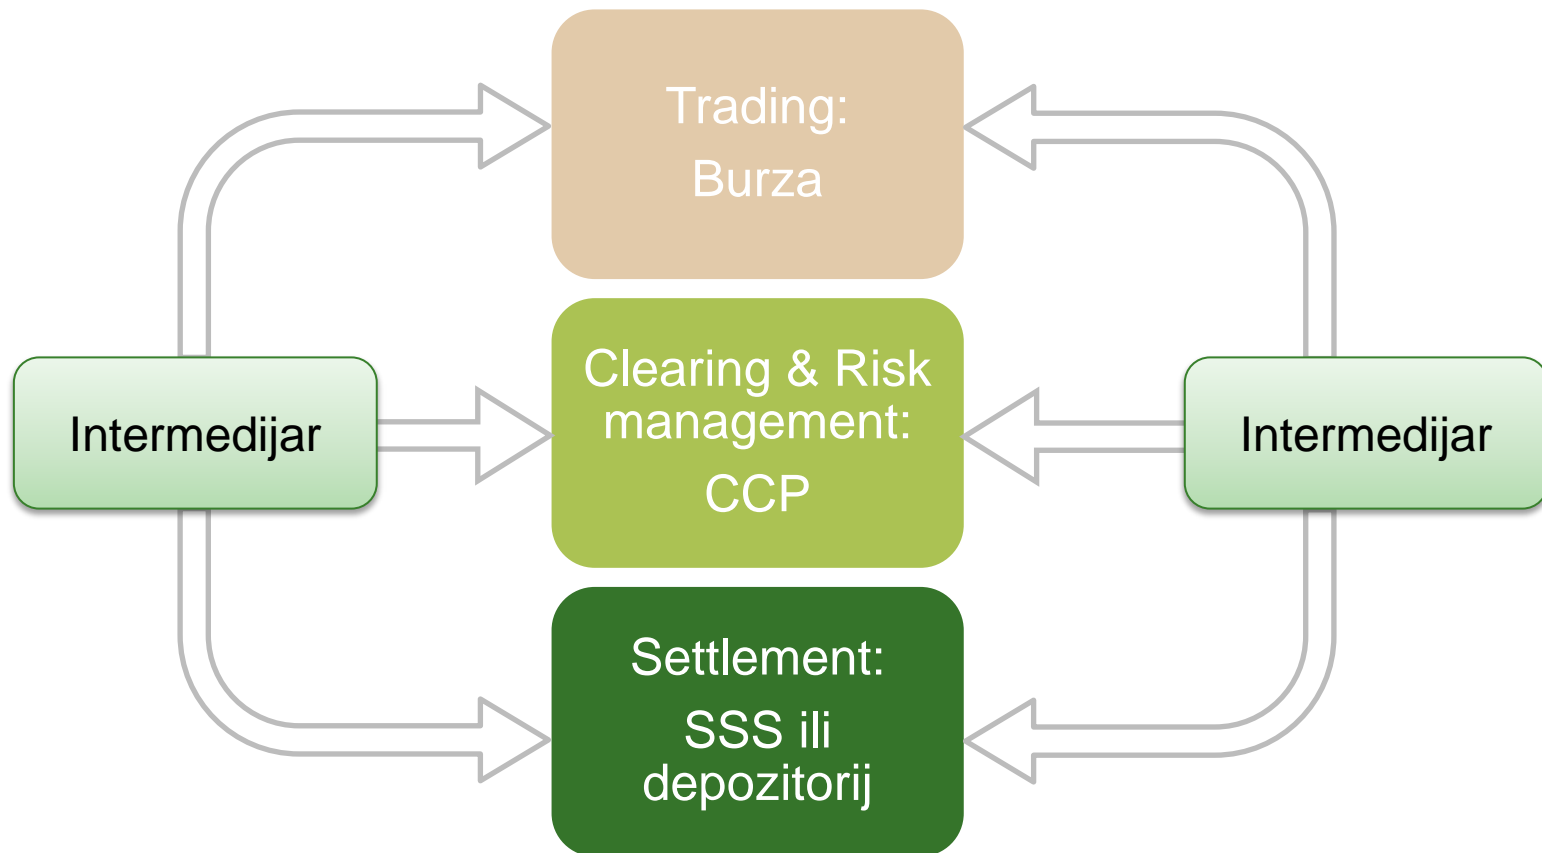 Trading:
Burza
Clearing & Risk
management:
CCP
Intermedijar
Intermedijar
Settlement:
SSS ili
depozitorij